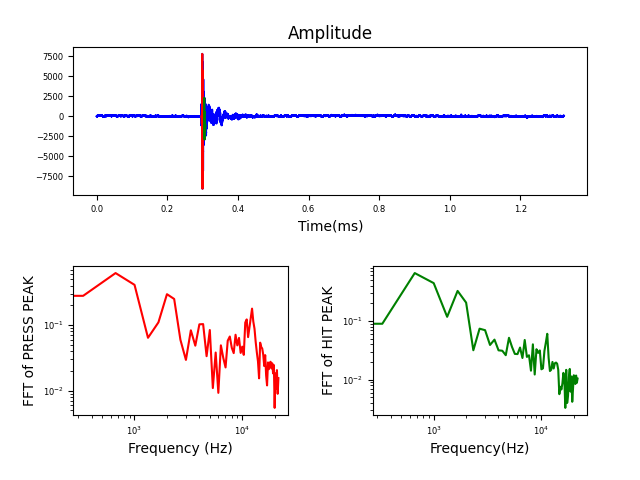 Amplitude
7500
5000
2500
0
−2500
−5000
−7500
0.0 0.2 0.4 0.6 0.8 1.0 1.2
Time(ms)
FFT of PRESS PEAK
10⁻¹
10⁻²
10³ 10⁴
Frequency (Hz)
FFT of HIT PEAK
10⁻¹
10⁻²
10³ 10⁴
Frequency(Hz)